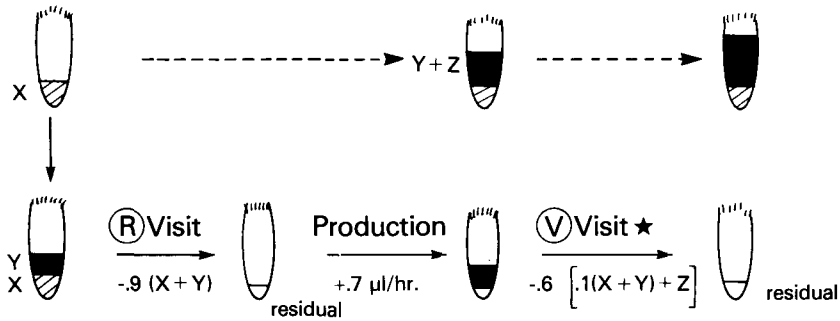 X
Y + Z
Y
X
Ⓡ Visit
-.9 (X + Y)
residual
Production
+.7 µl/hr.
Ⓥ Visit ★
-.6 [.1(X + Y) + Z]
residual